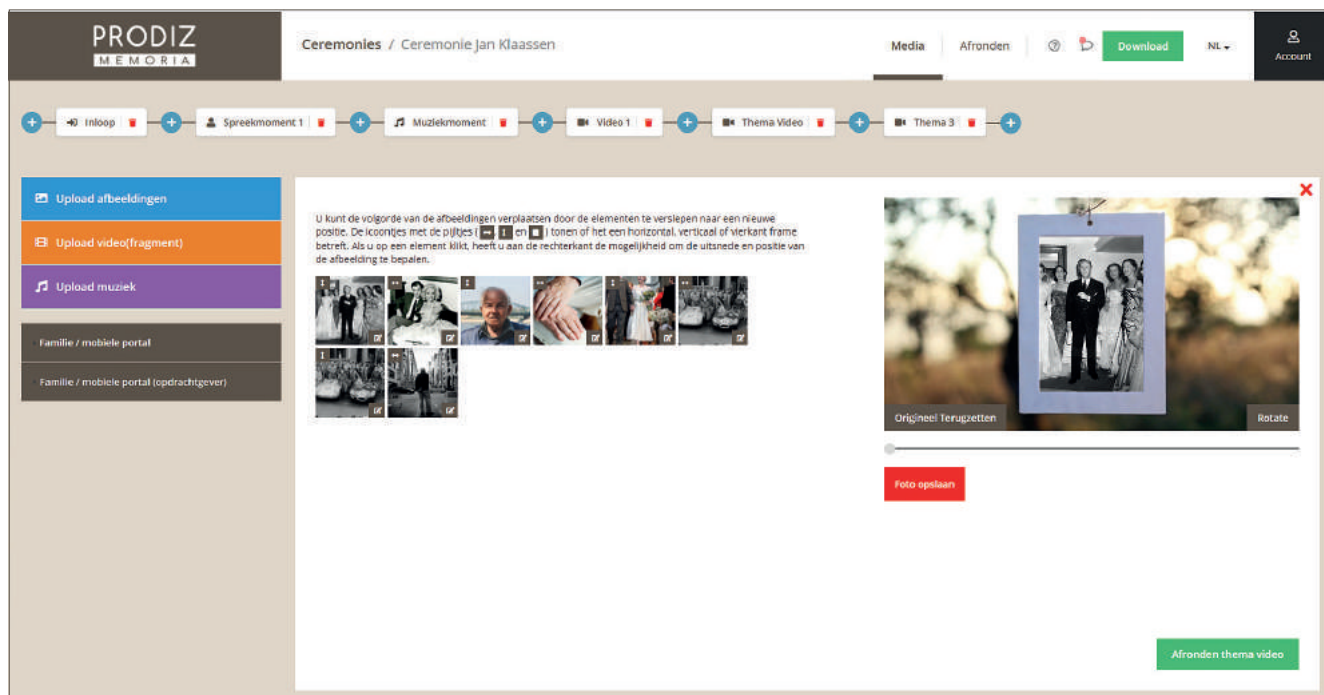 PRODIZ
MEMORIA
Ceremonies / Ceremonie Jan Klaassen
Media
Afronden
Download
NL
Account
Inloop
Spreekmoment 1
Muziekmoment
Video 1
Thema Video
Thema 3
Upload afbeeldingen
Upload video(fragment)
Upload muziek
Familie / mobiele portal
Familie / mobiele portal (opdrachtgever)
U kunt de volgorde van de afbeeldingen verplaatsen door de elementen te verslepen naar een nieuwe
positie. De icoontjes met de pijltjes ( , en ) tonen of het een horizontal, verticaal of vierkant frame
betreft. Als u op een element klikt, heeft u aan de rechterkant de mogelijkheid om de uitsnede en positie van
de afbeelding te bepalen.
Origineel Terugzetten
Rotate
Foto opslaan
Afronden thema video